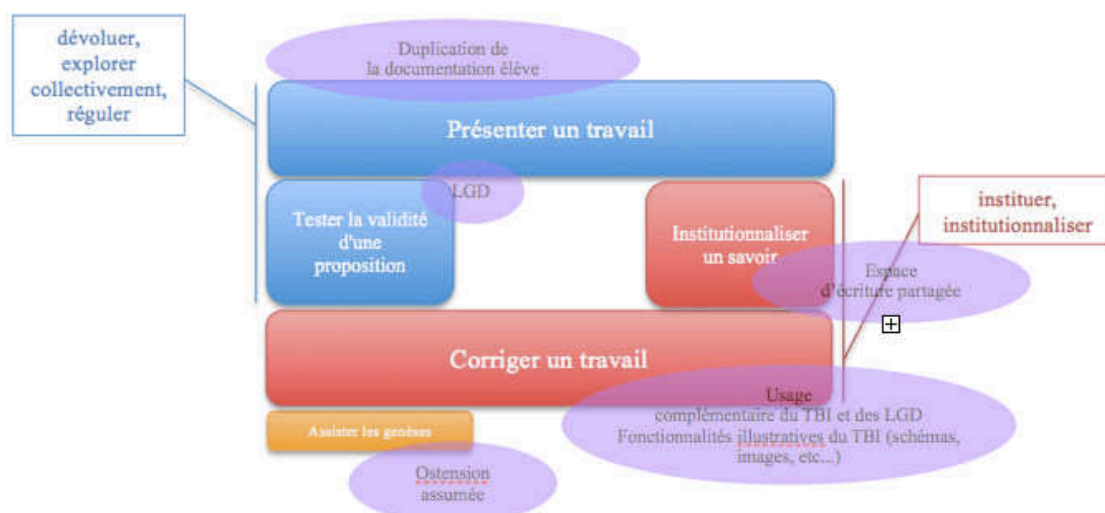 dévoluer,
explorer
collectivement,
réguler
Duplication de
la documentation élève
Présenter un travail
LGD
Tester la validité
d'une
proposition
Institutionnaliser
un savoir
instituer,
institutionnaliser
Espace
d'écriture partagée
Corriger un travail
Usage
complémentaire du TBI et des LGD
Fonctionnalités illustratives du TBI (schémas,
images, etc...)
Assister les genèses
Ostension
assumée